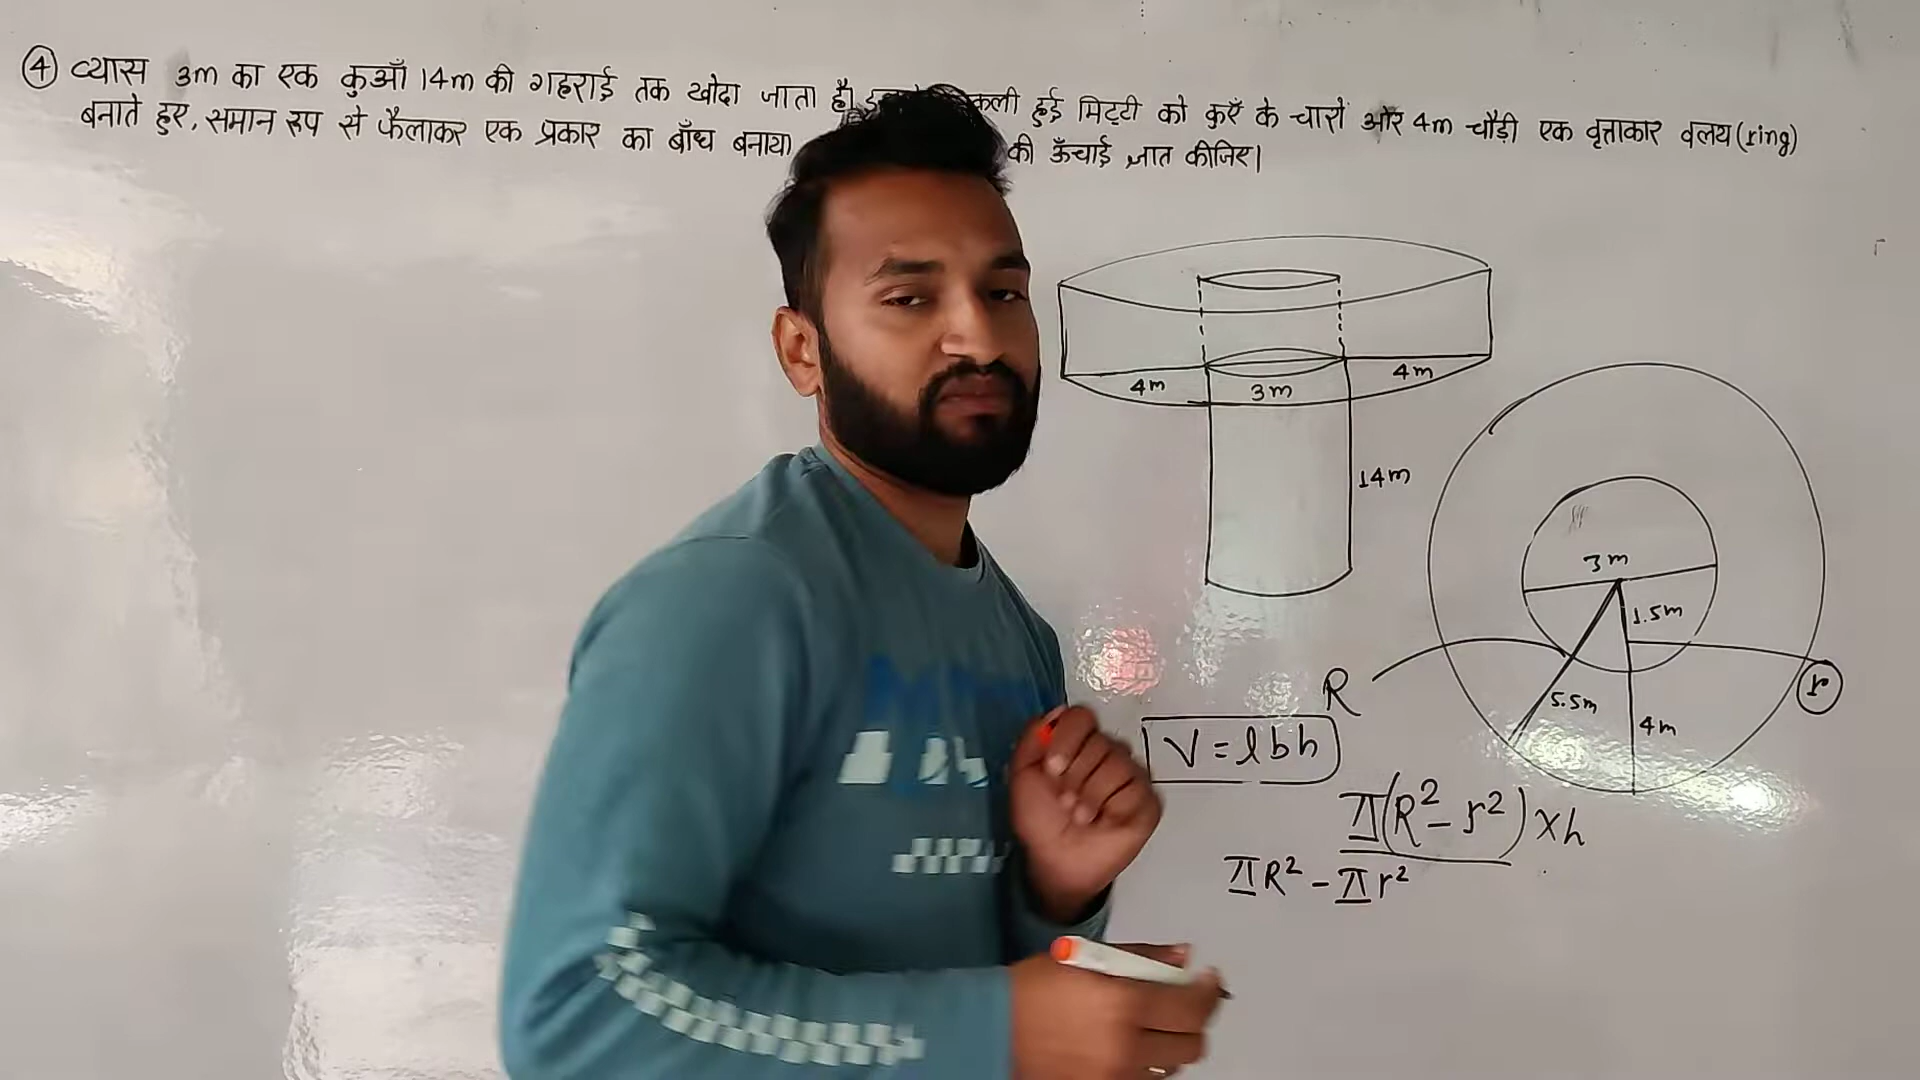 ④ व्यास 3m का एक कुआँ 14m की गहराई तक खोदा जाता है। हुई मिट्टी को कुएँ के चारों ओर 4m चौड़ी एक वृत्ताकार वलय (ring)
बनाते हुए, समान रूप से फैलाकर एक प्रकार का बाँध बनाया की ऊँचाई ज्ञात कीजिए।
4m
3m
4m
14m
3m
1.5m
R
5.5m
4m
r
V = lbh
π(R² - r²) × h
πR² - πr²